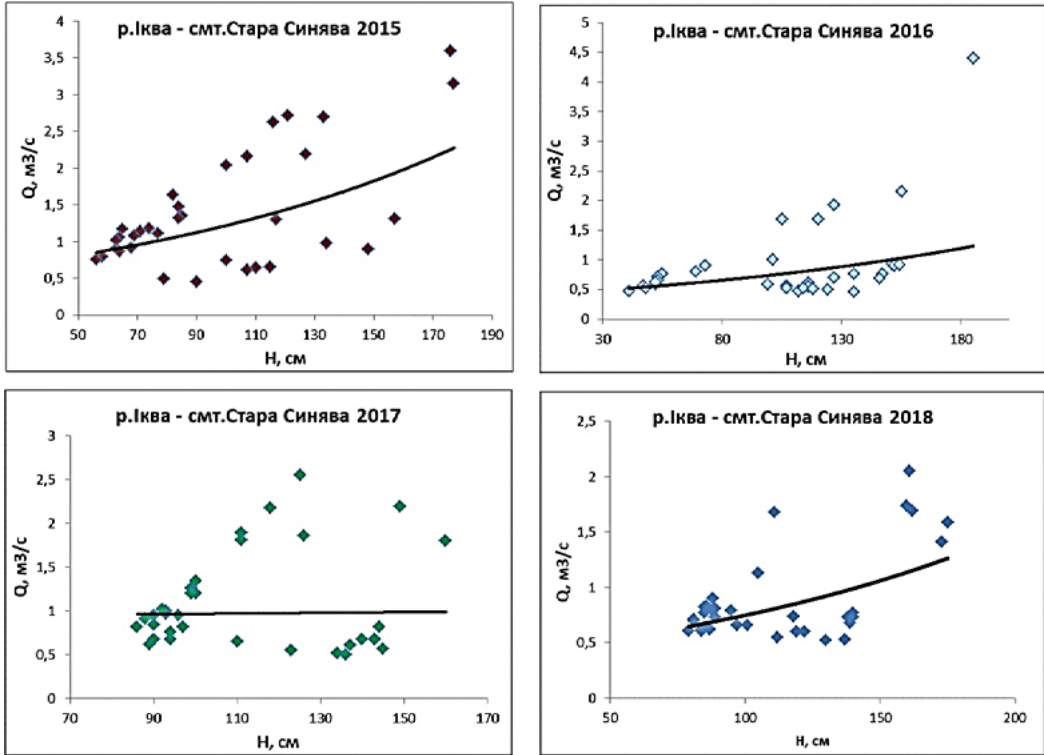 р.Іква - смт.Стара Синява 2015
Q, м3/с
4
3,5
3
2,5
2
1,5
1
0,5
0
50 70 90 110 130 150 170 190
Н, см
р.Іква - смт.Стара Синява 2016
Q, м3/с
5
4,5
4
3,5
3
2,5
2
1,5
1
0,5
0
30 80 130 180
Н, см
р.Іква - смт.Стара Синява 2017
Q, м3/с
3
2,5
2
1,5
1
0,5
0
70 90 110 130 150 170
Н, см
р.Іква - смт.Стара Синява 2018
Q, м3/с
2,5
2
1,5
1
0,5
0
50 100 150 200
Н, см